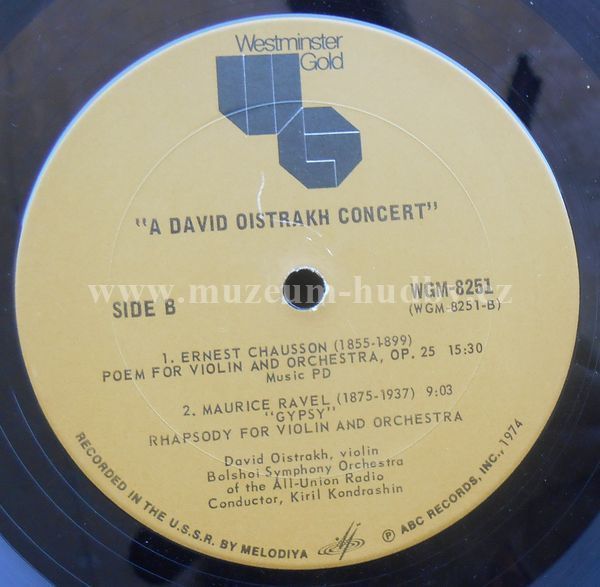 Westminster
Gold
"A DAVID OISTRAKH CONCERT"
www.muzeum-hudby.cz
SIDE B
WGM-8251
(WGM-8251-B)
1. ERNEST CHAUSSON (1855-1899)
POEM FOR VIOLIN AND ORCHESTRA, OP. 25 15:30
Music PD
2. MAURICE RAVEL (1875-1937) 9:03
"GYPSY"
RHAPSODY FOR VIOLIN AND ORCHESTRA
David Oistrakh, violin
Bolshoi Symphony Orchestra
of the All-Union Radio
Conductor, Kiril Kondrashin
RECORDED IN THE U.S.S.R. BY MELODIYA
Ⓟ ABC RECORDS, INC., 1974